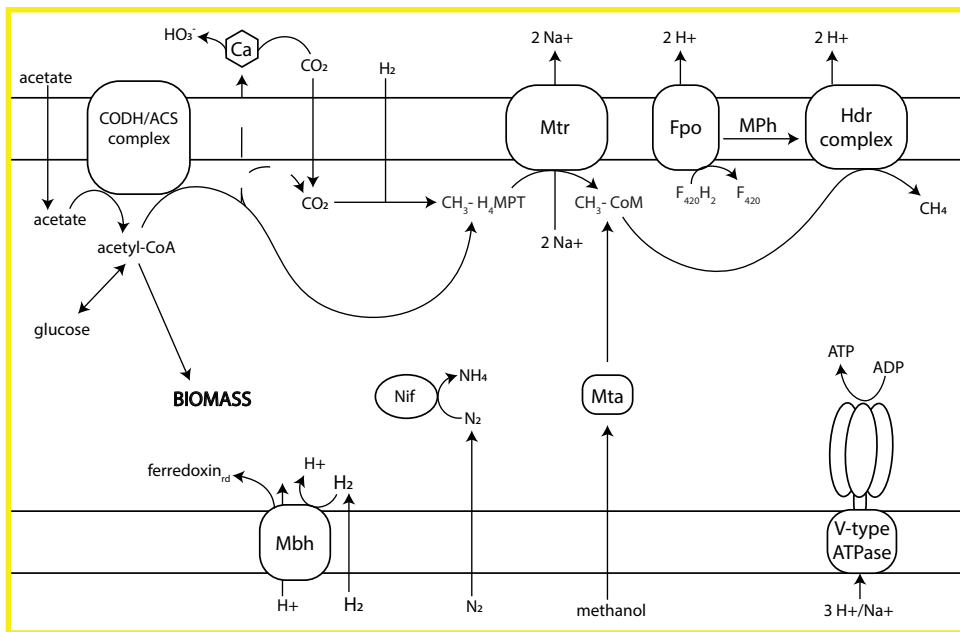 HO₃⁻
Ca
CO₂
H₂
2 Na+
2 H+
2 H+
acetate
CODH/ACS
complex
Mtr
Fpo
MPh
Hdr
complex
acetate
CO₂
CH₃- H₄MPT
CH₃- CoM
F₄₂₀H₂
F₄₂₀
CH₄
acetyl-CoA
2 Na+
glucose
BIOMASS
Nif
NH₄
N₂
Mta
ATP
ADP
ferredoxin rd
H+
H₂
Mbh
V-type
ATPase
H+
H₂
N₂
methanol
3 H+/Na+